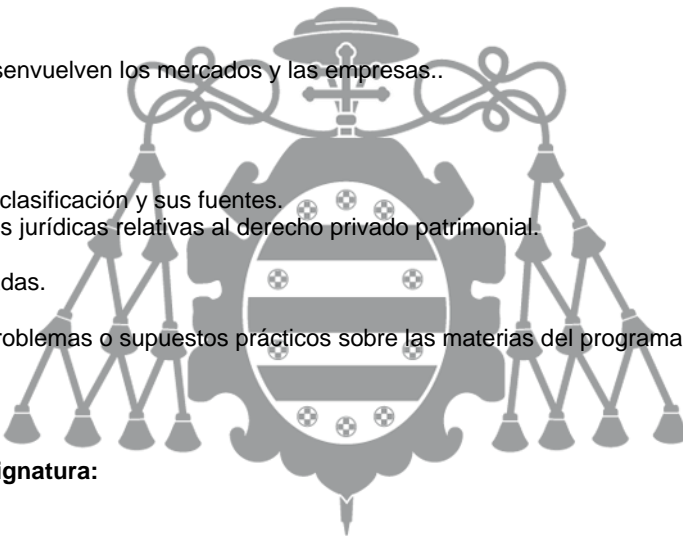 senvuelven los mercados y las empresas..
clasificación y sus fuentes.
s jurídicas relativas al derecho privado patrimonial.
das.
roblemas o supuestos prácticos sobre las materias del programa
ignatura: